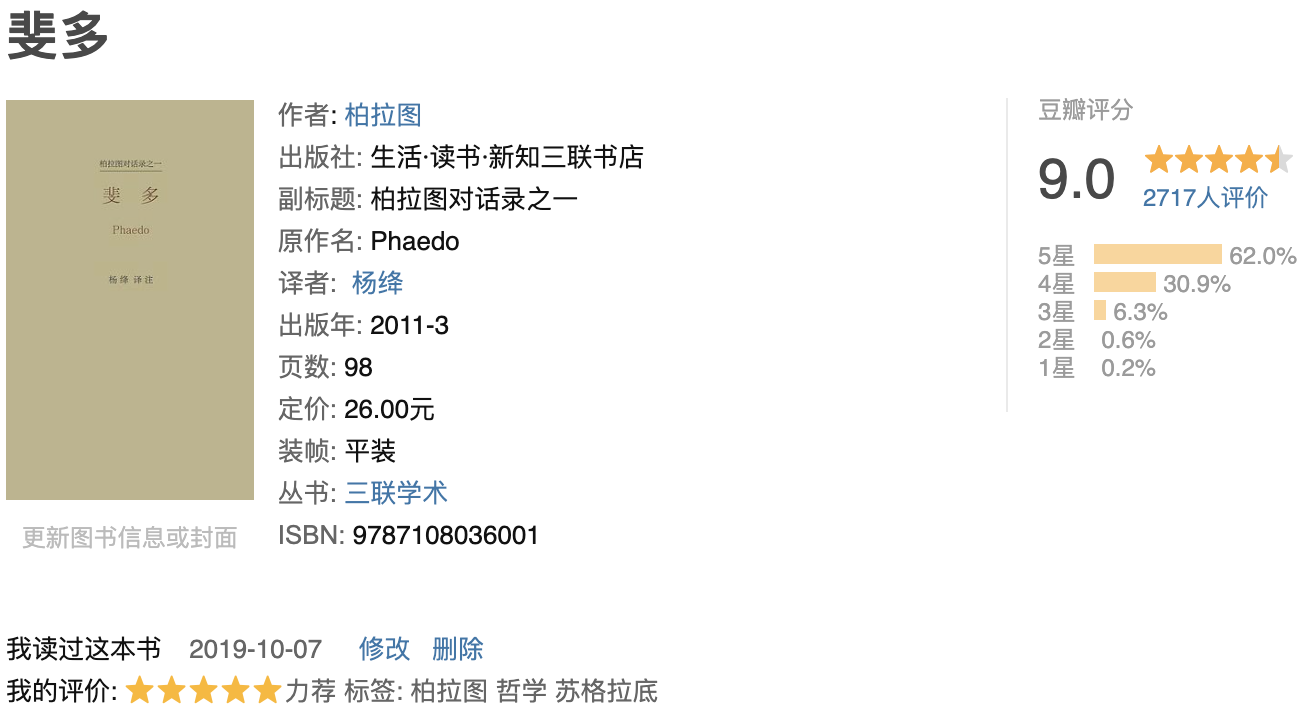 斐多
柏拉图对话录之一
斐 多
Phaedo
杨 绛 译 注
更新图书信息或封面
作者: 柏拉图
出版社: 生活·读书·新知三联书店
副标题: 柏拉图对话录之一
原作名: Phaedo
译者: 杨绛
出版年: 2011-3
页数: 98
定价: 26.00元
装帧: 平装
丛书: 三联学术
ISBN: 9787108036001
豆瓣评分
9.0
2717人评价
5星 62.0%
4星 30.9%
3星 6.3%
2星 0.6%
1星 0.2%
我读过这本书 2019-10-07 修改 删除
我的评价: 力荐 标签: 柏拉图 哲学 苏格拉底